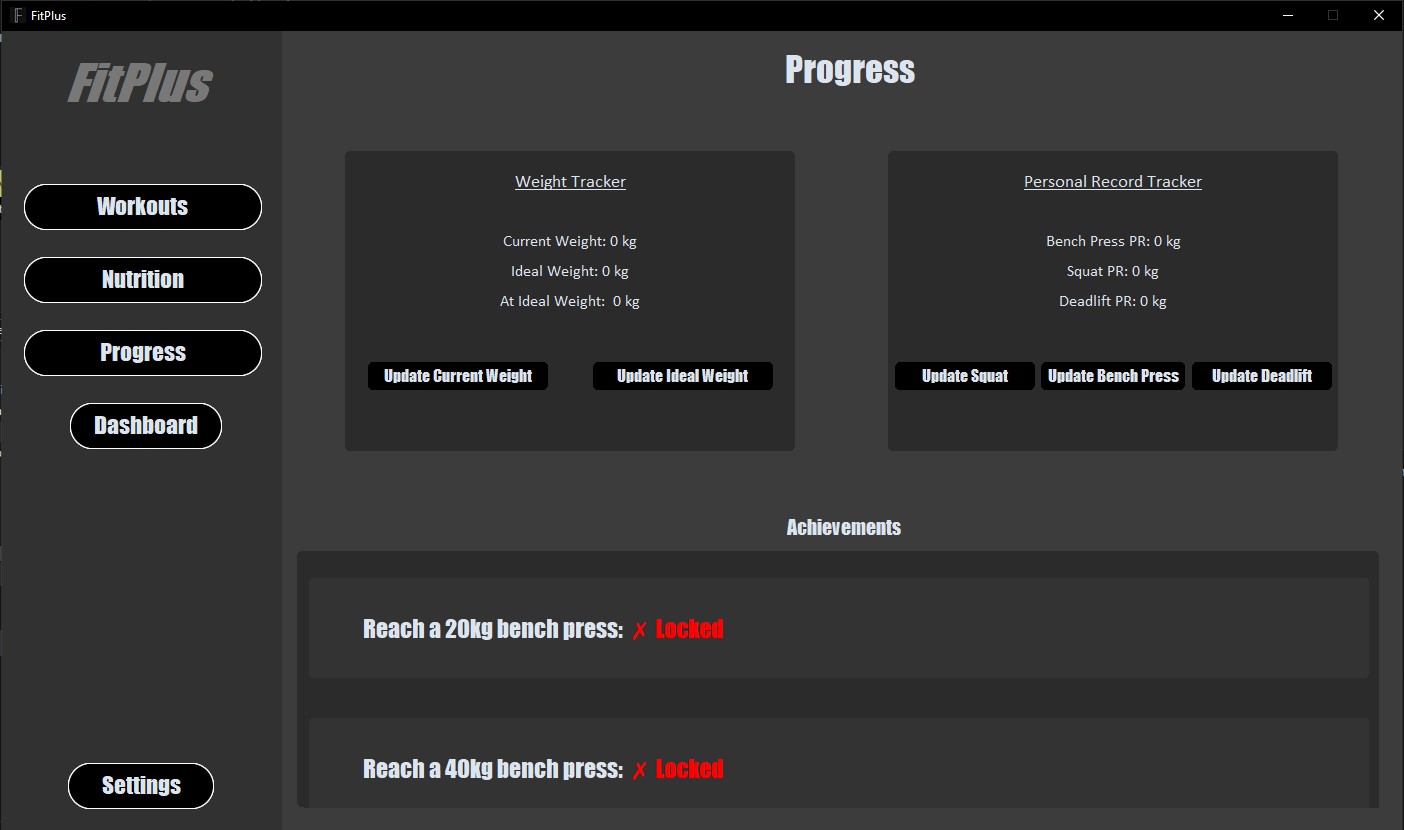 FitPlus
FitPlus
Workouts
Nutrition
Progress
Dashboard
Settings
Progress
Weight Tracker
Current Weight: 0 kg
Ideal Weight: 0 kg
At Ideal Weight:  0 kg
Update Current Weight
Update Ideal Weight
Personal Record Tracker
Bench Press PR: 0 kg
Squat PR: 0 kg
Deadlift PR: 0 kg
Update Squat
Update Bench Press
Update Deadlift
Achievements
Reach a 20kg bench press: ✗ Locked
Reach a 40kg bench press: ✗ Locked